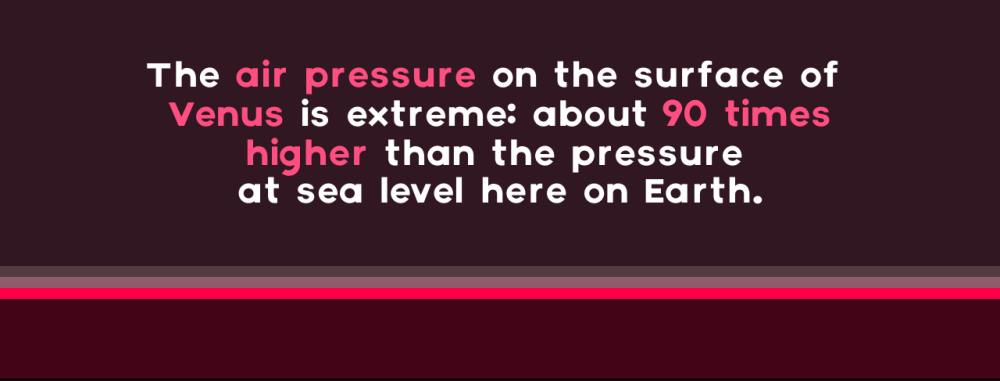 The air pressure on the surface of
Venus is extreme: about 90 times
higher than the pressure
at sea level here on Earth.